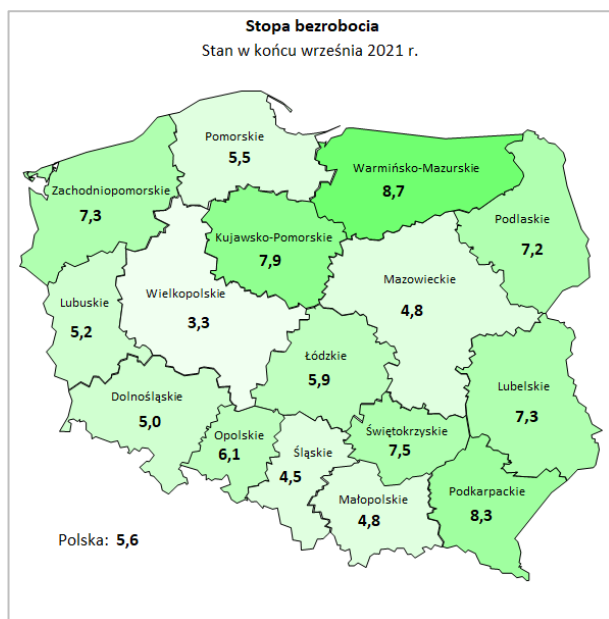 Stopa bezrobocia
Stan w końcu września 2021 r.
Pomorskie
5,5
Warmińsko-Mazurskie
8,7
Zachodniopomorskie
7,3
Podlaskie
7,2
Kujawsko-Pomorskie
7,9
Mazowieckie
4,8
Wielkopolskie
3,3
Lubuskie
5,2
Łódzkie
5,9
Lubelskie
7,3
Dolnośląskie
5,0
Opolskie
6,1
Świętokrzyskie
7,5
Śląskie
4,5
Małopolskie
4,8
Podkarpackie
8,3
Polska: 5,6